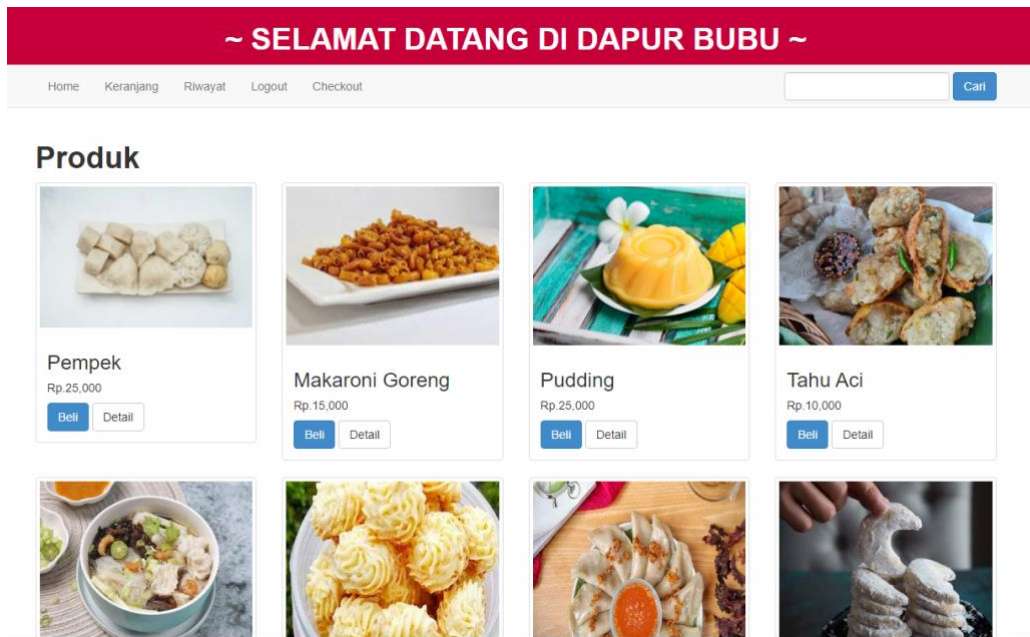 ~ SELAMAT DATANG DI DAPUR BUBU ~
Home Keranjang Riwayat Logout Checkout Cari
Produk
Pempek
Rp.25,000
Beli Detail
Makaroni Goreng
Rp.15,000
Beli Detail
Pudding
Rp.25,000
Beli Detail
Tahu Aci
Rp.10,000
Beli Detail